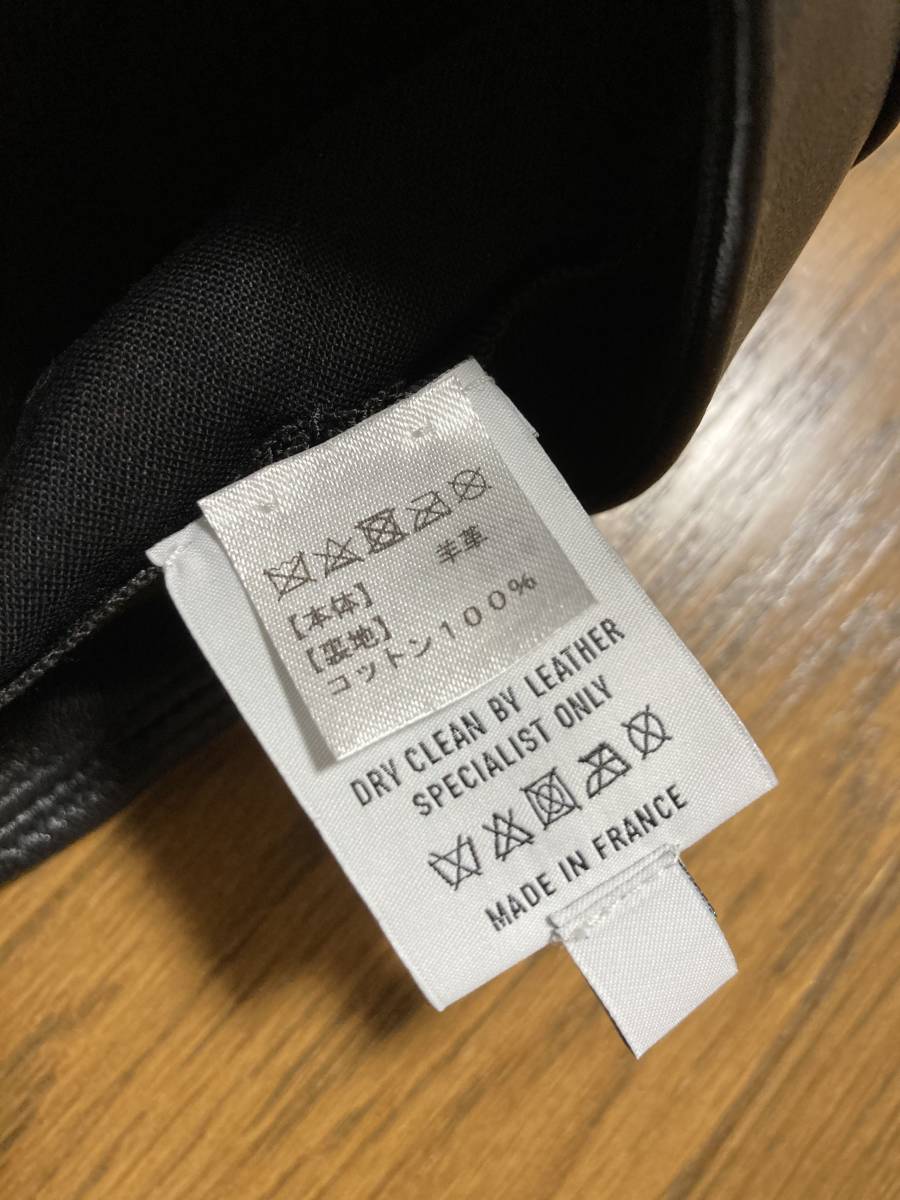 【本体】 羊革
【裏地】
コットン１００％
DRY CLEAN BY LEATHER
SPECIALIST ONLY
MADE IN FRANCE